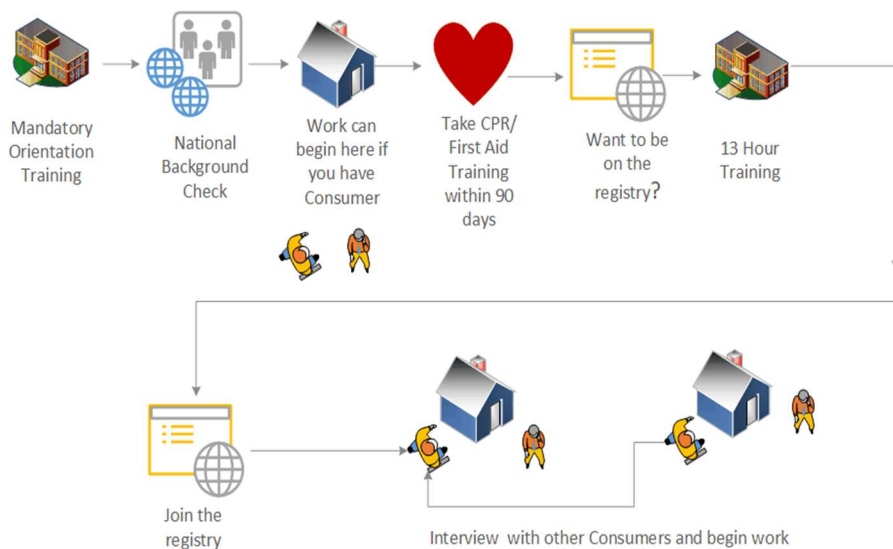 Mandatory
Orientation
Training
National
Background
Check
Work can
begin here if
you have
Consumer
Take CPR/
First Aid
Training
within 90
days
Want to be
on the
registry?
13 Hour
Training
Join the
registry
Interview with other Consumers and begin work